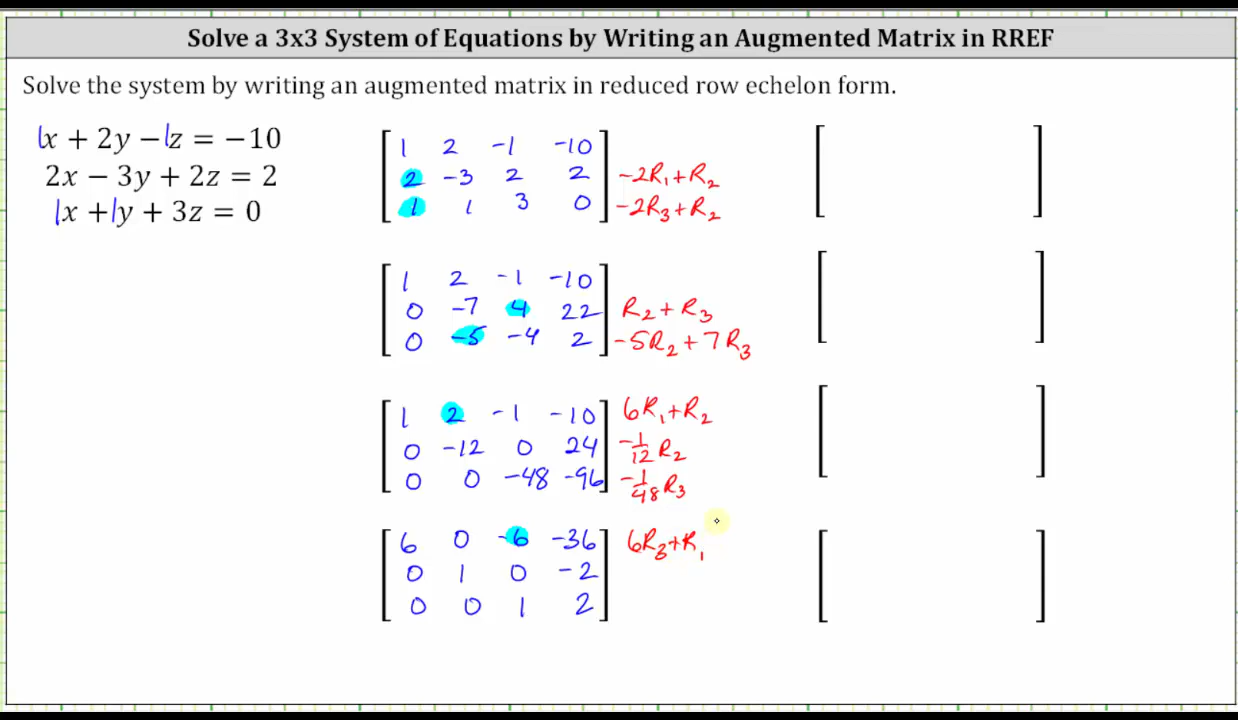 Solve a 3x3 System of Equations by Writing an Augmented Matrix in RREF
Solve the system by writing an augmented matrix in reduced row echelon form.
1x + 2y − 1z = −10
2x − 3y + 2z = 2
1x + 1y + 3z = 0
1 2 -1 -10
2 -3 2 2 -2R₁+R₂
1 1 3 0 -2R₃+R₂
1 2 -1 -10
0 -7 4 22 R₂+R₃
0 -5 -4 2 -5R₂+7R₃
1 2 -1 -10 6R₁+R₂
0 -12 0 24 -1/12 R₂
0 0 -48 -96 -1/48 R₃
6 0 -6 -36 6R₃+R₁
0 1 0 -2
0 0 1 2